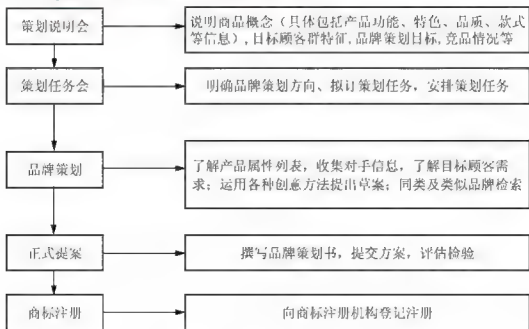 策划说明会
说明商品概念（具体包括产品功能、特色、品质、款式
等信息），目标顾客群特征，品牌策划目标，竞品情况等
策划任务会
明确品牌策划方向、拟订策划任务，安排策划任务
品牌策划
了解产品属性列表，收集对手信息，了解目标顾客需
求；运用各种创意方法提出草案；同类及类似品牌检索
正式提案
撰写品牌策划书，提交方案，评估检验
商标注册
向商标注册机构登记注册